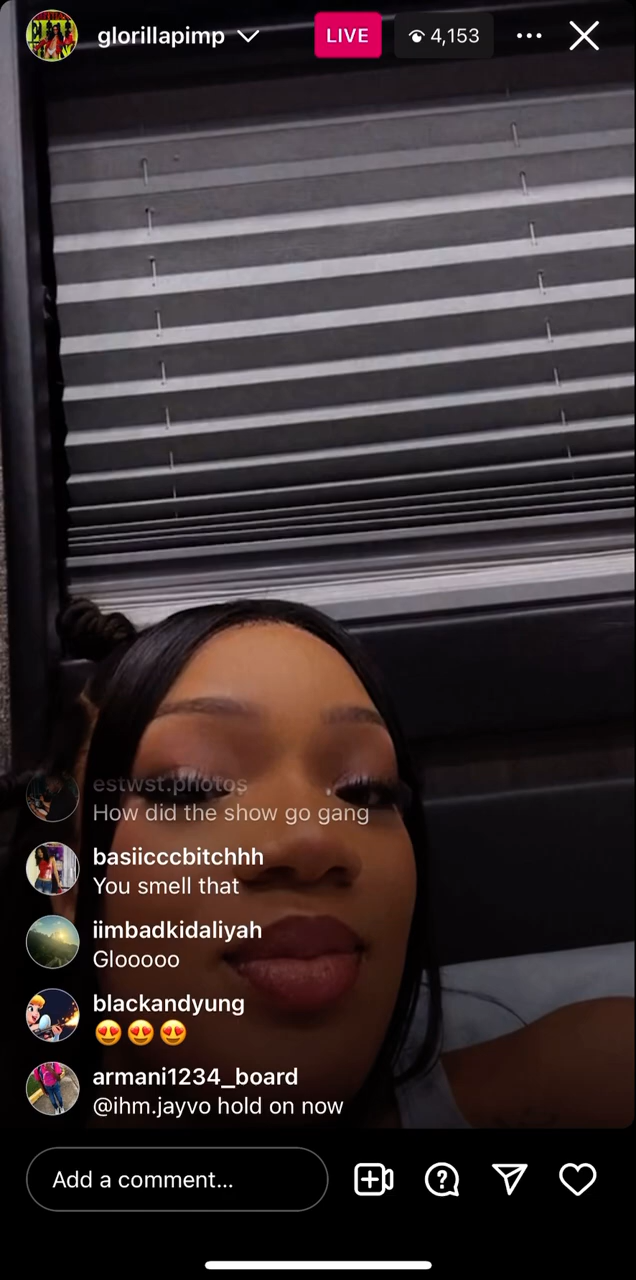 glorillapimp
LIVE
4,153
estwst.photos
How did the show go gang
basiicccbitchhh
You smell that
iimbadkidaliyah
Glooooo
blackandyung
😍😍😍
armani1234_board
@ihm.jayvo hold on now
Add a comment...